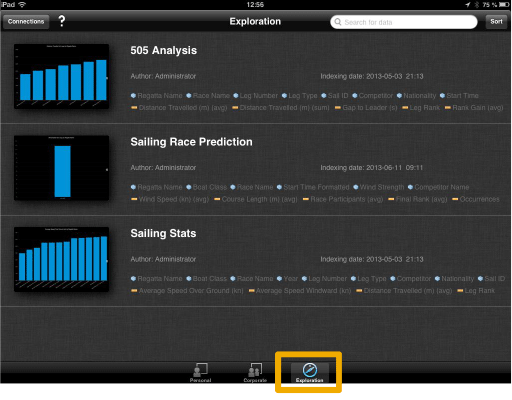 iPad 12:56 75 %
Connections ? Exploration Search for data Sort
505 Analysis
Author: Administrator Indexing date: 2013-05-03 21:13
Regatta Name Race Name Leg Number Leg Type Sail ID Competitor Nationality Start Time
Distance Travelled (m) (avg) Distance Travelled (m) (sum) Gap to Leader (s) Leg Rank Rank Gain (avg)
Sailing Race Prediction
Author: Administrator Indexing date: 2013-06-11 09:11
Regatta Name Boat Class Race Name Start Time Formatted Wind Strength Competitor Name
Wind Speed (kn) (avg) Course Length (m) (avg) Race Participants (avg) Final Rank (avg) Occurrences
Sailing Stats
Author: Administrator Indexing date: 2013-05-03 21:13
Regatta Name Boat Class Race Name Year Leg Number Leg Type Competitor Nationality Sail ID
Average Speed Over Ground (kn) Average Speed Windward (kn) Distance Travelled (m) (avg) Leg Rank
Personal Corporate Exploration